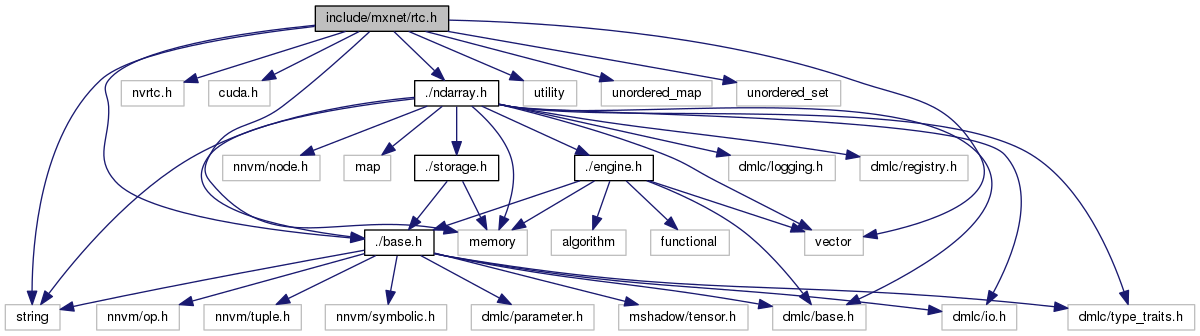 include/mxnet/rtc.h
nvrtc.h
cuda.h
./ndarray.h
utility
unordered_map
unordered_set
nnvm/node.h
map
./storage.h
./engine.h
dmlc/logging.h
dmlc/registry.h
./base.h
memory
algorithm
functional
vector
string
nnvm/op.h
nnvm/tuple.h
nnvm/symbolic.h
dmlc/parameter.h
mshadow/tensor.h
dmlc/base.h
dmlc/io.h
dmlc/type_traits.h